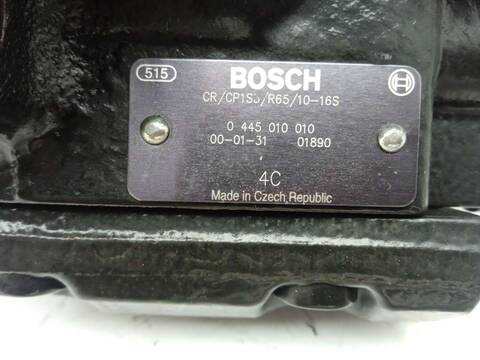 515
BOSCH
CR/CP1S3/R65/10-16S
0 445 010 010
00-01-31 01890
4C
Made in Czech Republic